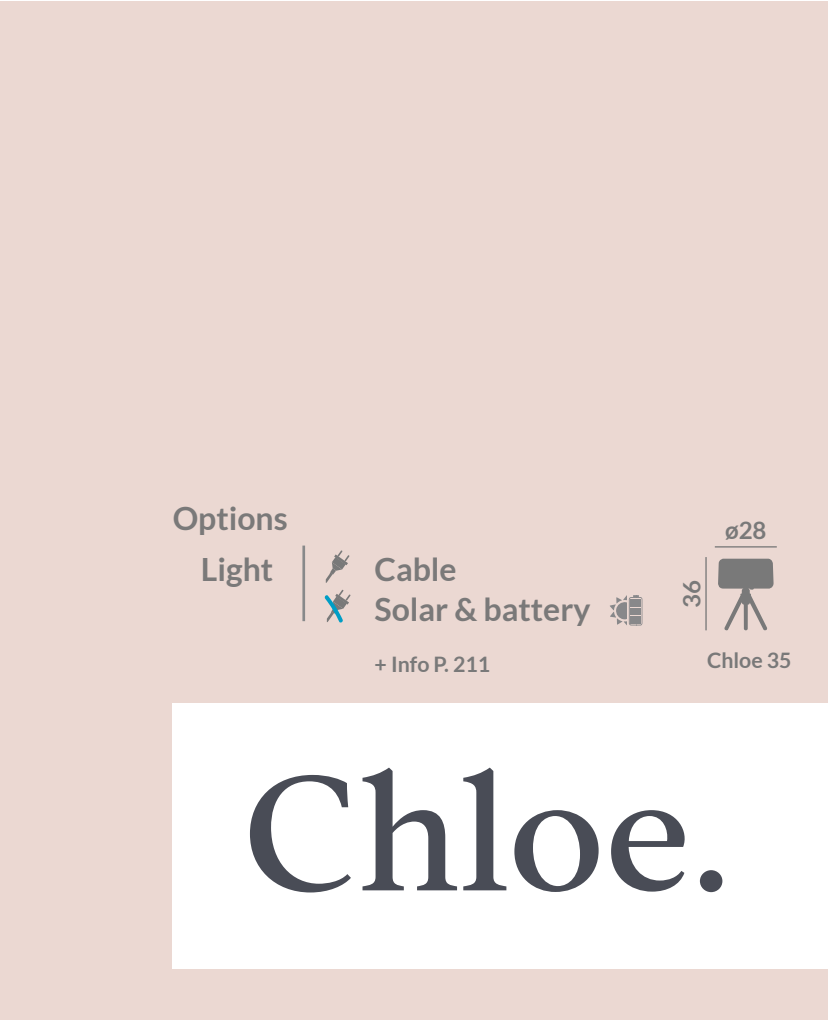 Options
Light
Cable
Solar & battery
+ Info P. 211
ø28
36
Chloe 35
Chloe.